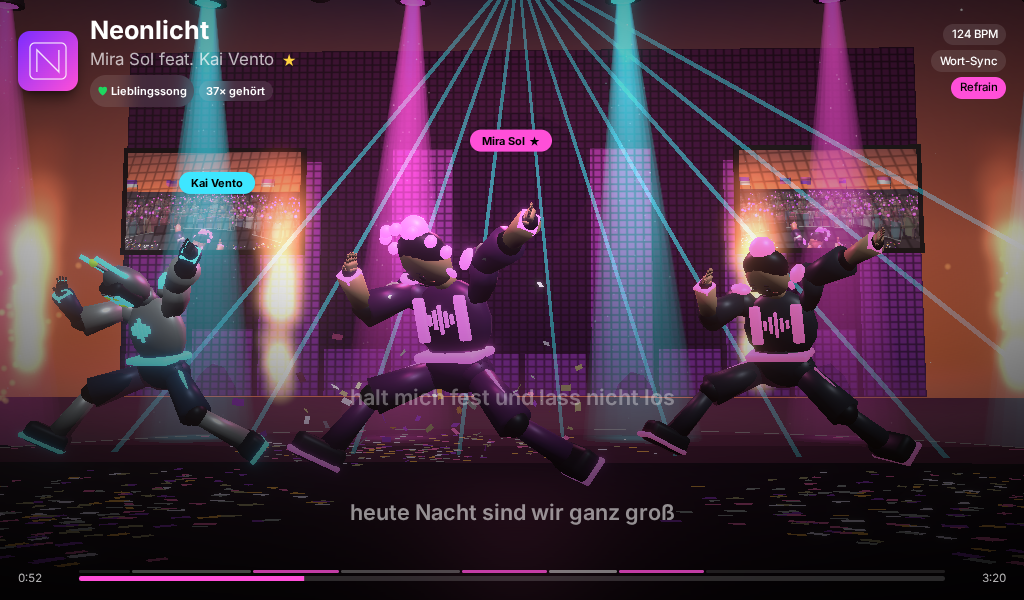 Neonlicht
Mira Sol feat. Kai Vento ★
Lieblingssong
37× gehört
124 BPM
Wort-Sync
Refrain
Mira Sol ★
Kai Vento
halt mich fest und lass nicht los
heute Nacht sind wir ganz groß
0:52
3:20